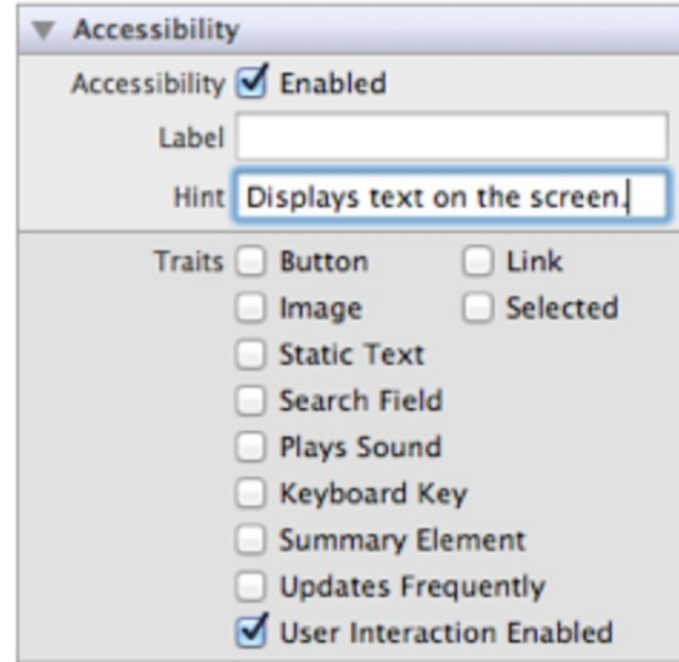 Accessibility
Accessibility Enabled
Label
Hint Displays text on the screen.
Traits Button Link
Image Selected
Static Text
Search Field
Plays Sound
Keyboard Key
Summary Element
Updates Frequently
User Interaction Enabled